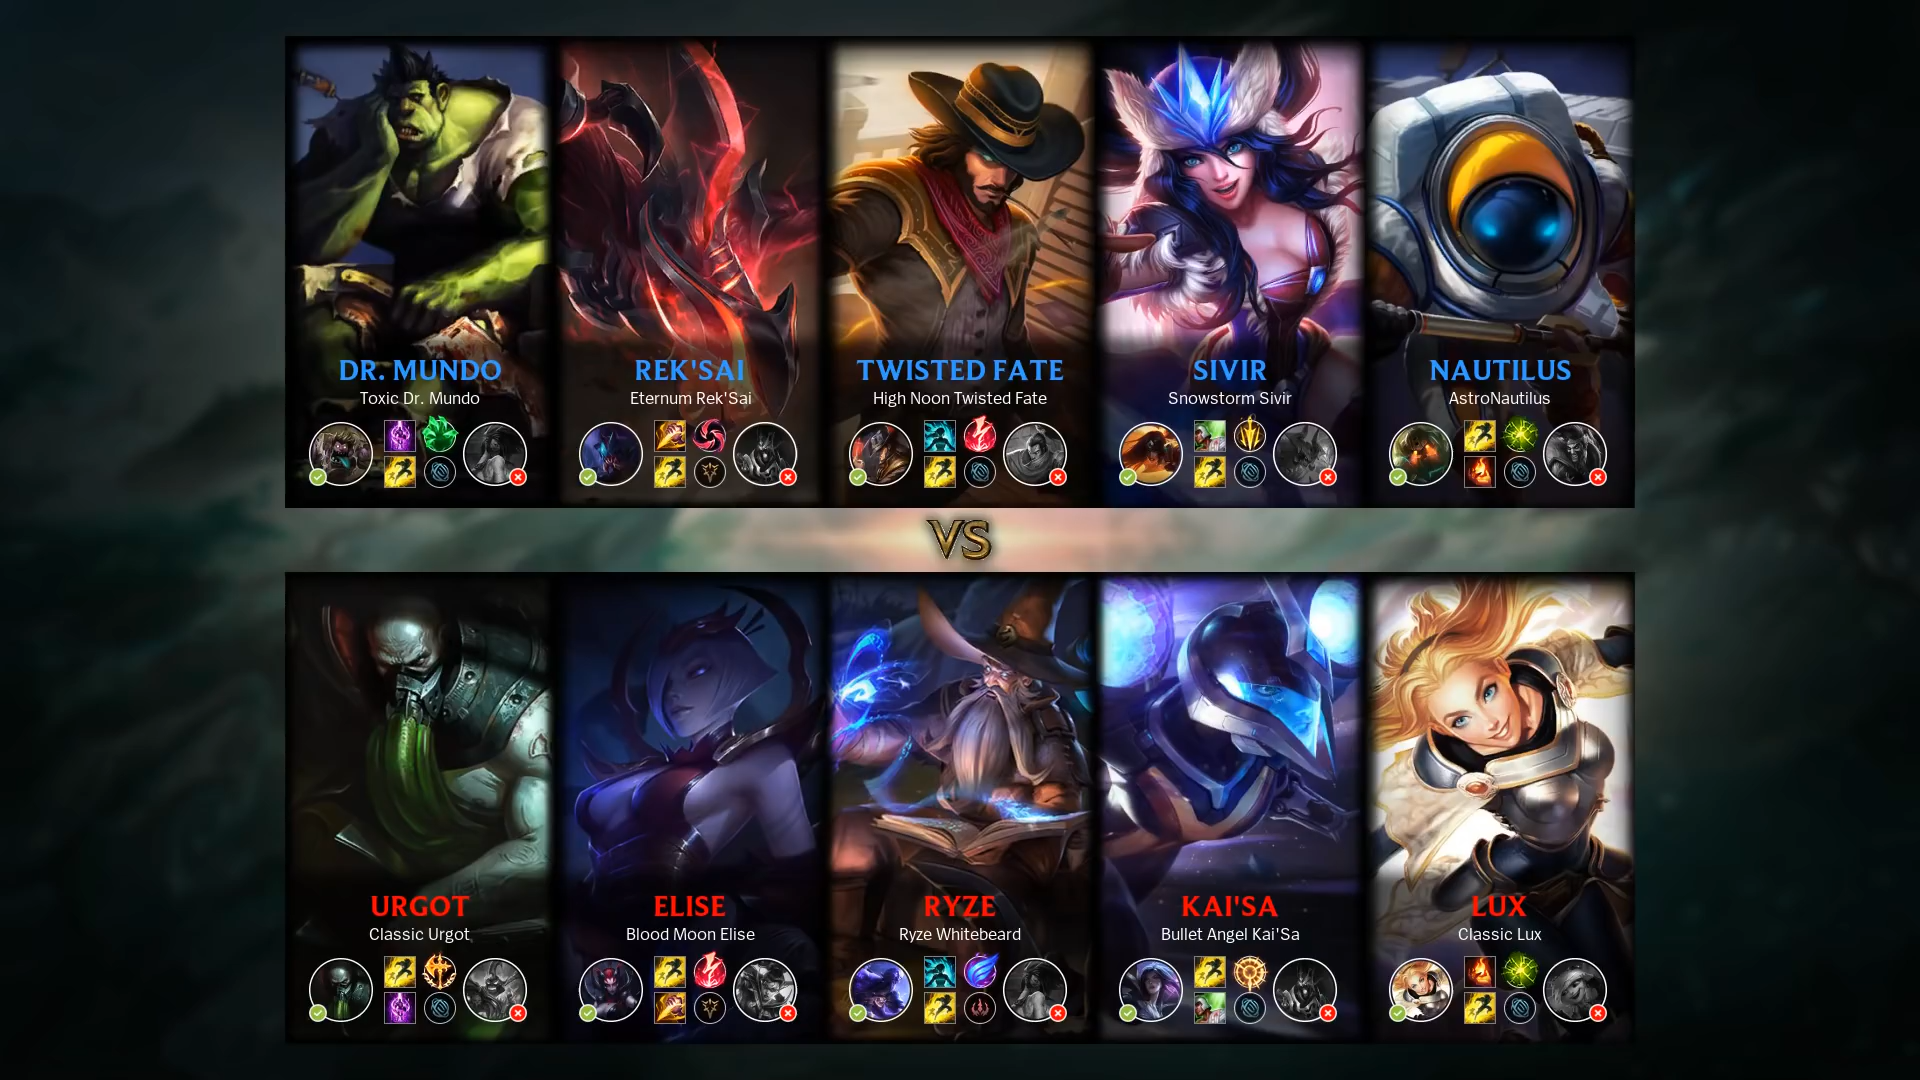 DR. MUNDO
Toxic Dr. Mundo
REK'SAI
Eternum Rek'Sai
TWISTED FATE
High Noon Twisted Fate
SIVIR
Snowstorm Sivir
NAUTILUS
AstroNautilus
VS
URGOT
Classic Urgot
ELISE
Blood Moon Elise
RYZE
Ryze Whitebeard
KAI'SA
Bullet Angel Kai'Sa
LUX
Classic Lux